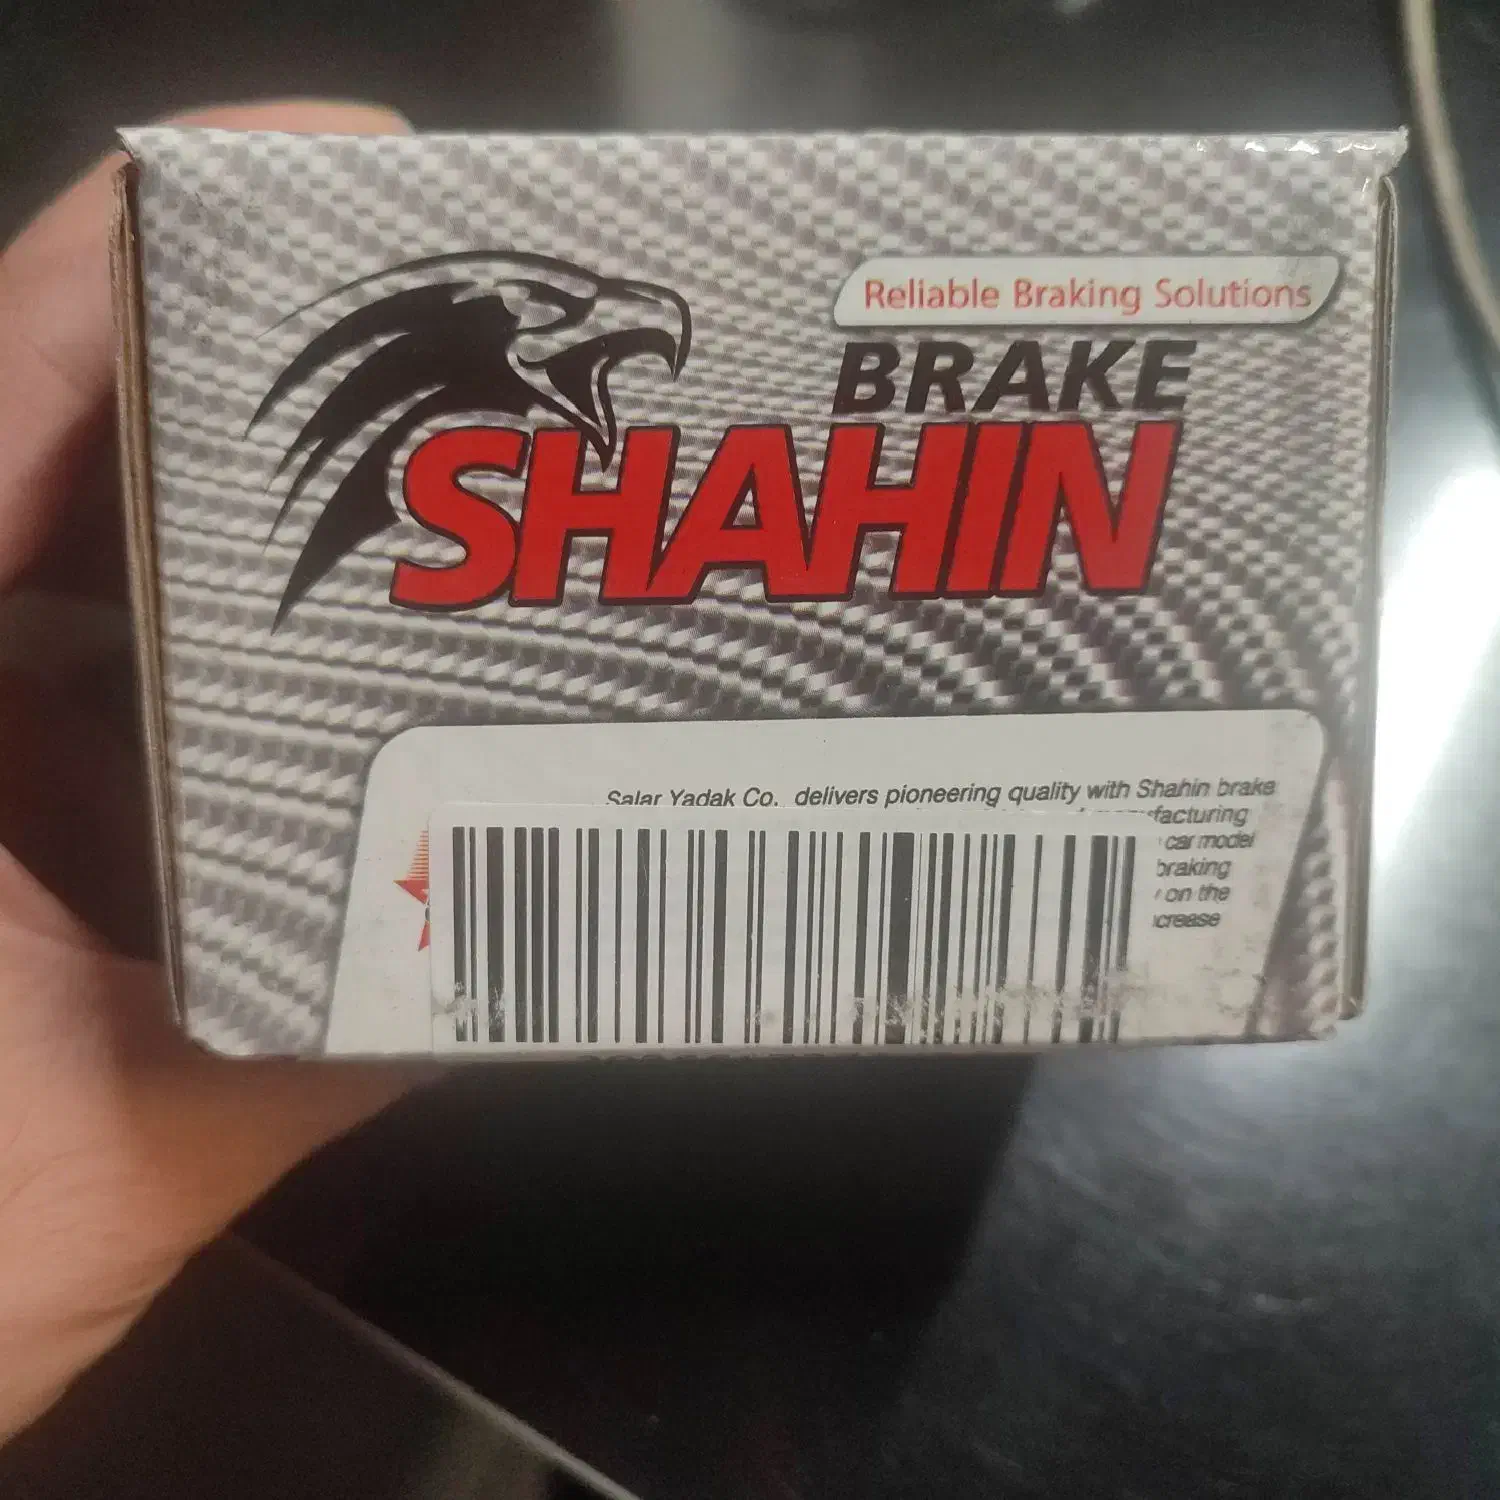 Reliable Braking Solutions
BRAKE
SHAHIN
Salar Yadak Co. delivers pioneering quality with Shahin brake
facturing
car model
braking
on the
crease